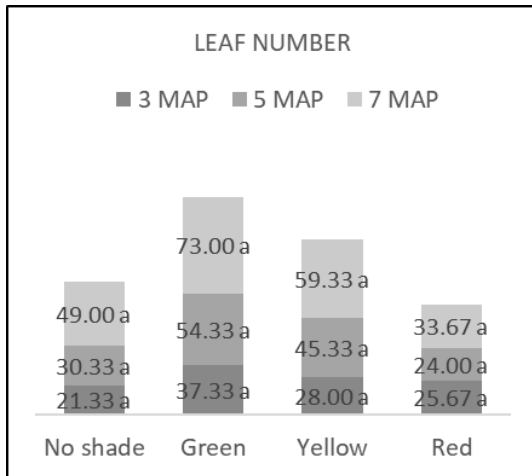 LEAF NUMBER
3 MAP 5 MAP 7 MAP
73.00 a
59.33 a
49.00 a
54.33 a
33.67 a
45.33 a
30.33 a
24.00 a
21.33 a
37.33 a
28.00 a
25.67 a
No shade Green Yellow Red